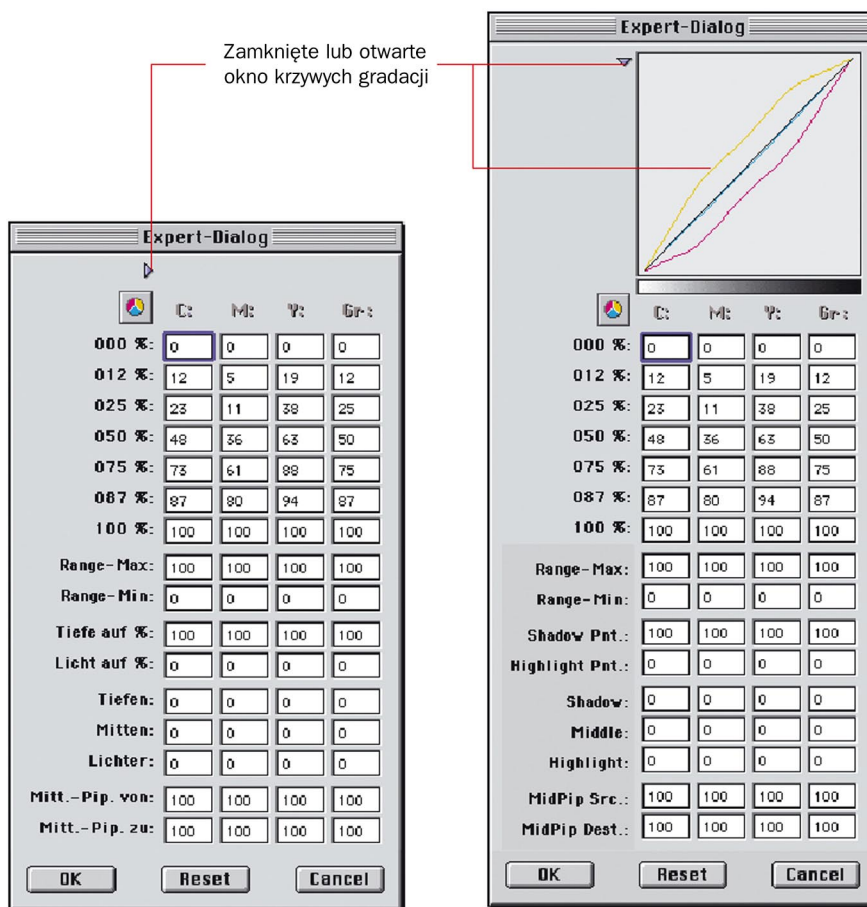 Zamknięte lub otwarte
okno krzywych gradacji
Expert-Dialog
C: M: Y: Gr-:
000 %: 0 0 0 0
012 %: 12 5 19 12
025 %: 23 11 38 25
050 %: 48 36 63 50
075 %: 73 61 88 75
087 %: 87 80 94 87
100 %: 100 100 100 100
Range-Max: 100 100 100 100
Range-Min: 0 0 0 0
Tiefe auf %: 100 100 100 100
Licht auf %: 0 0 0 0
Tiefen: 0 0 0 0
Mitten: 0 0 0 0
Lichter: 0 0 0 0
Mitt.-Pip. von: 100 100 100 100
Mitt.-Pip. zu: 100 100 100 100
OK Reset Cancel
Expert-Dialog
C: M: Y: Gr-:
000 %: 0 0 0 0
012 %: 12 5 19 12
025 %: 23 11 38 25
050 %: 48 36 63 50
075 %: 73 61 88 75
087 %: 87 80 94 87
100 %: 100 100 100 100
Range-Max: 100 100 100 100
Range-Min: 0 0 0 0
Shadow Pnt.: 100 100 100 100
Highlight Pnt.: 0 0 0 0
Shadow: 0 0 0 0
Middle: 0 0 0 0
Highlight: 0 0 0 0
MidPip Src.: 100 100 100 100
MidPip Dest.: 100 100 100 100
OK Reset Cancel